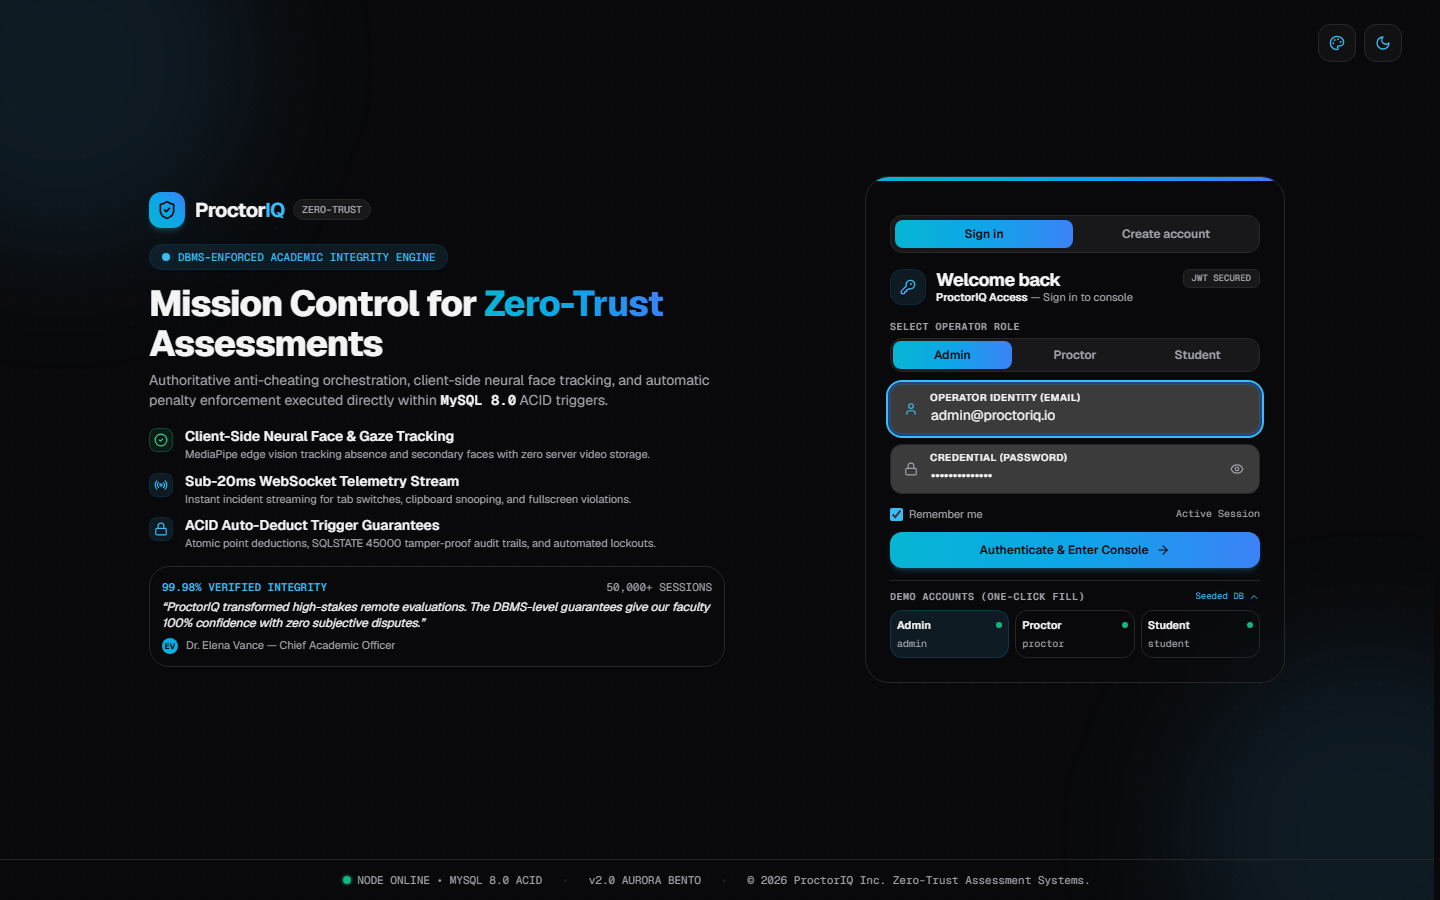 ProctorIQ ZERO-TRUST
DBMS-ENFORCED ACADEMIC INTEGRITY ENGINE
Mission Control for Zero-Trust
Assessments
Authoritative anti-cheating orchestration, client-side neural face tracking, and automatic
penalty enforcement executed directly within MySQL 8.0 ACID triggers.
Client-Side Neural Face & Gaze Tracking
MediaPipe edge vision tracking absence and secondary faces with zero server video storage.
Sub-20ms WebSocket Telemetry Stream
Instant incident streaming for tab switches, clipboard snooping, and fullscreen violations.
ACID Auto-Deduct Trigger Guarantees
Atomic point deductions, SQLSTATE 45000 tamper-proof audit trails, and automated lockouts.
99.98% VERIFIED INTEGRITY 50,000+ SESSIONS
“ProctorIQ transformed high-stakes remote evaluations. The DBMS-level guarantees give our faculty
100% confidence with zero subjective disputes.”
EV Dr. Elena Vance — Chief Academic Officer
Sign in Create account
Welcome back JWT SECURED
ProctorIQ Access — Sign in to console
SELECT OPERATOR ROLE
Admin Proctor Student
OPERATOR IDENTITY (EMAIL)
admin@proctoriq.io
CREDENTIAL (PASSWORD)
••••••••••••••
Remember me Active Session
Authenticate & Enter Console →
DEMO ACCOUNTS (ONE-CLICK FILL) Seeded DB
Admin Proctor Student
admin proctor student
NODE ONLINE • MYSQL 8.0 ACID · v2.0 AURORA BENTO · © 2026 ProctorIQ Inc. Zero-Trust Assessment Systems.